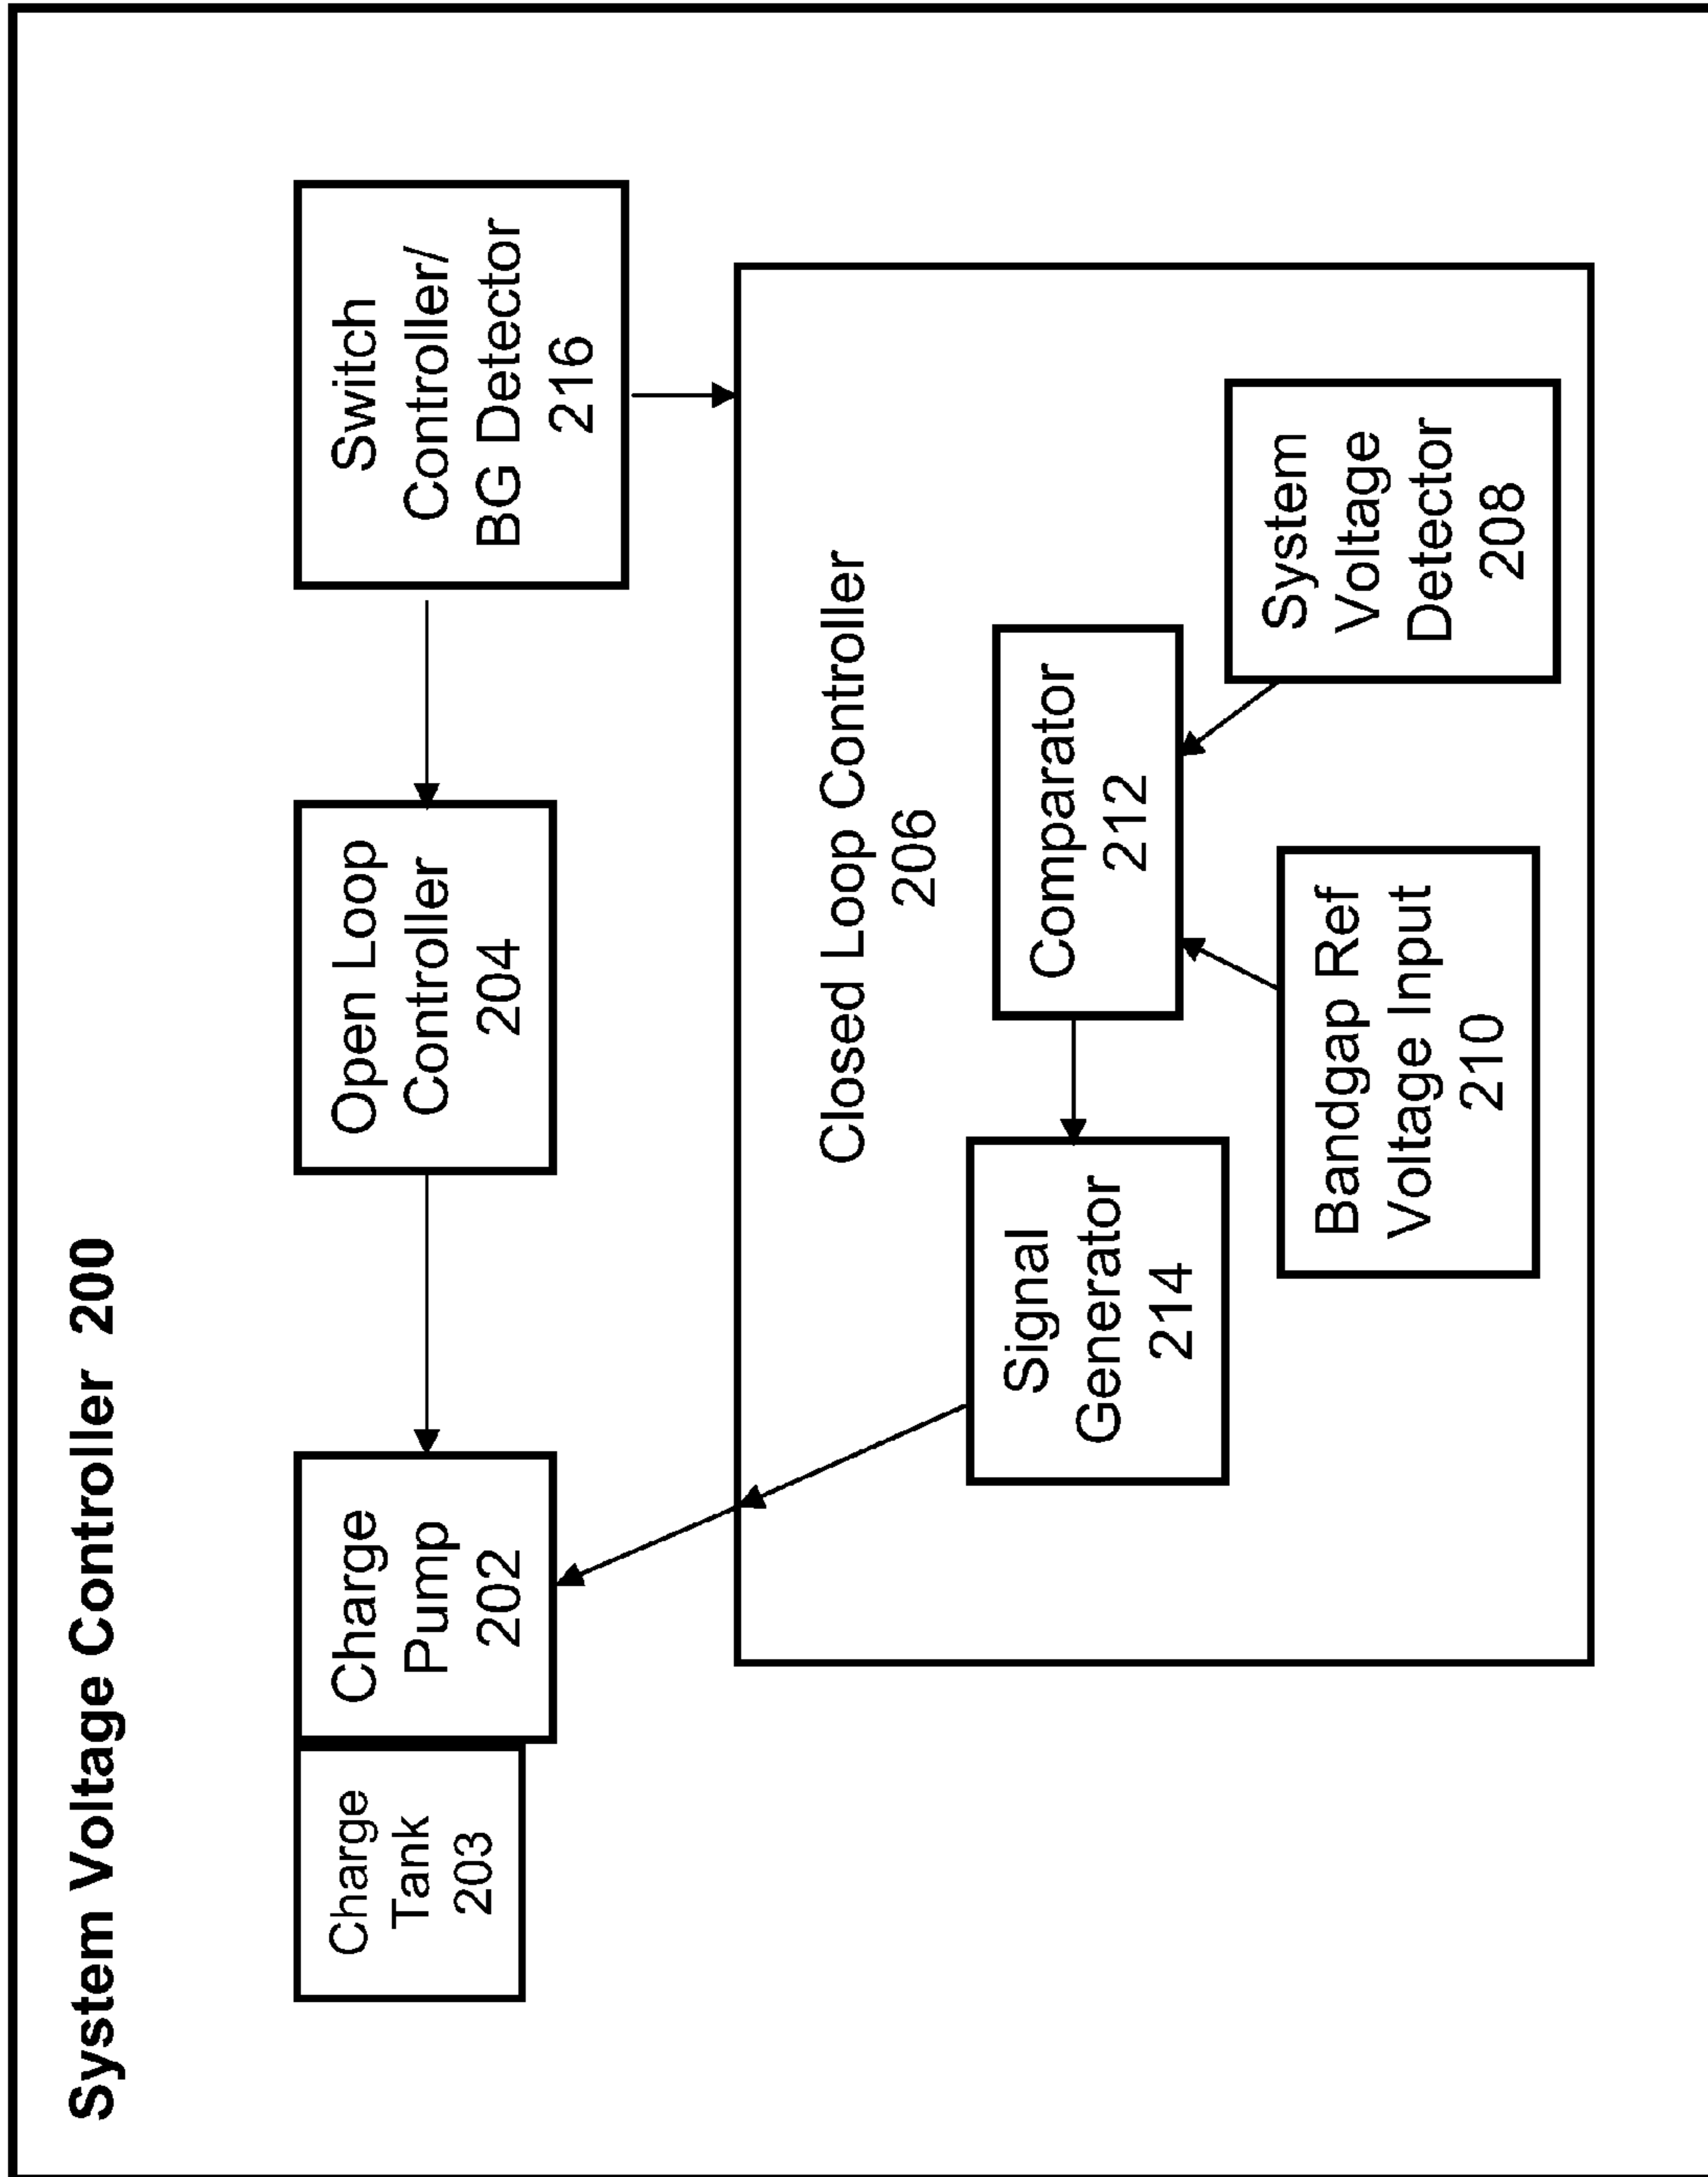 System Voltage Controller 200
Charge
Tank
203
Charge
Pump
202
Open Loop
Controller
204
Switch
Controller/
BG Detector
216
Closed Loop Controller
206
Signal
Generator
214
Comparator
212
Bandgap Ref
Voltage Input
210
System
Voltage
Detector
208